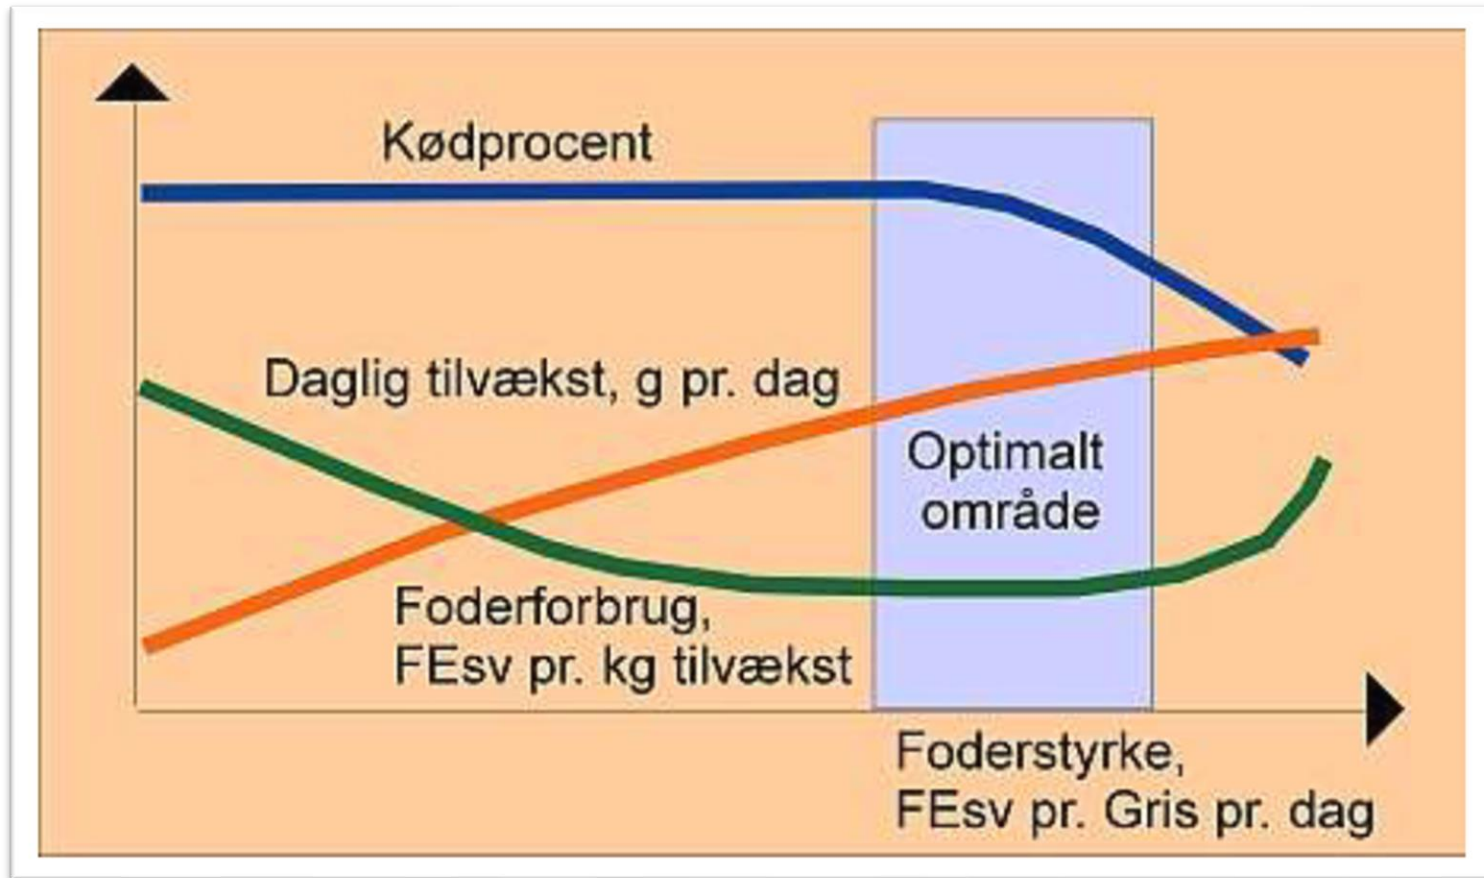 Kødprocent
Daglig tilvækst, g pr. dag
Optimalt
område
Foderforbrug,
FEsv pr. kg tilvækst
Foderstyrke,
FEsv pr. Gris pr. dag